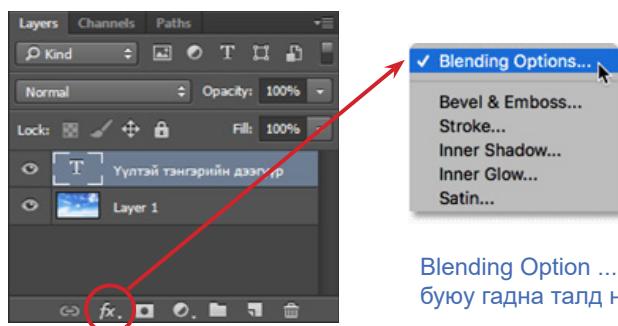 Layers Channels Paths
Kind
Normal Opacity: 100%
Lock: Fill: 100%
T Үүлтэй тэнгэрийн дээгүүр
Layer 1
fx.
✓ Blending Options...
Bevel & Emboss...
Stroke...
Inner Shadow...
Inner Glow...
Satin...
Blending Option ...
буюу гадна талд